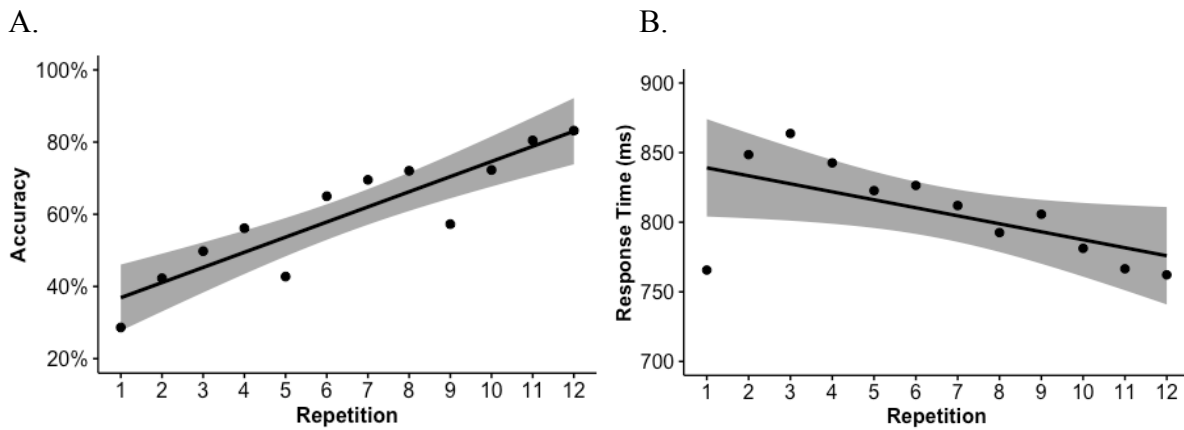 A.
100%
80%
60%
40%
20%
Accuracy
1 2 3 4 5 6 7 8 9 10 11 12
Repetition
B.
900
850
800
750
700
Response Time (ms)
1 2 3 4 5 6 7 8 9 10 11 12
Repetition